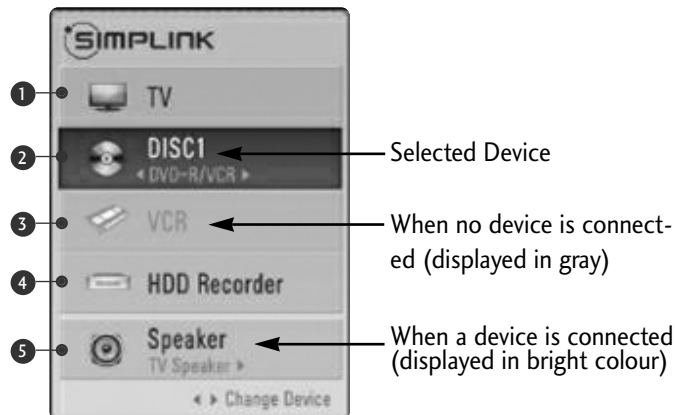 SIMPLINK
1 TV
2 DISC1
◂ DVD-R/VCR ▸
Selected Device
3 VCR
When no device is connect-
ed (displayed in gray)
4 HDD Recorder
5 Speaker
TV Speaker ▸
When a device is connected
(displayed in bright colour)
◂ ▸ Change Device